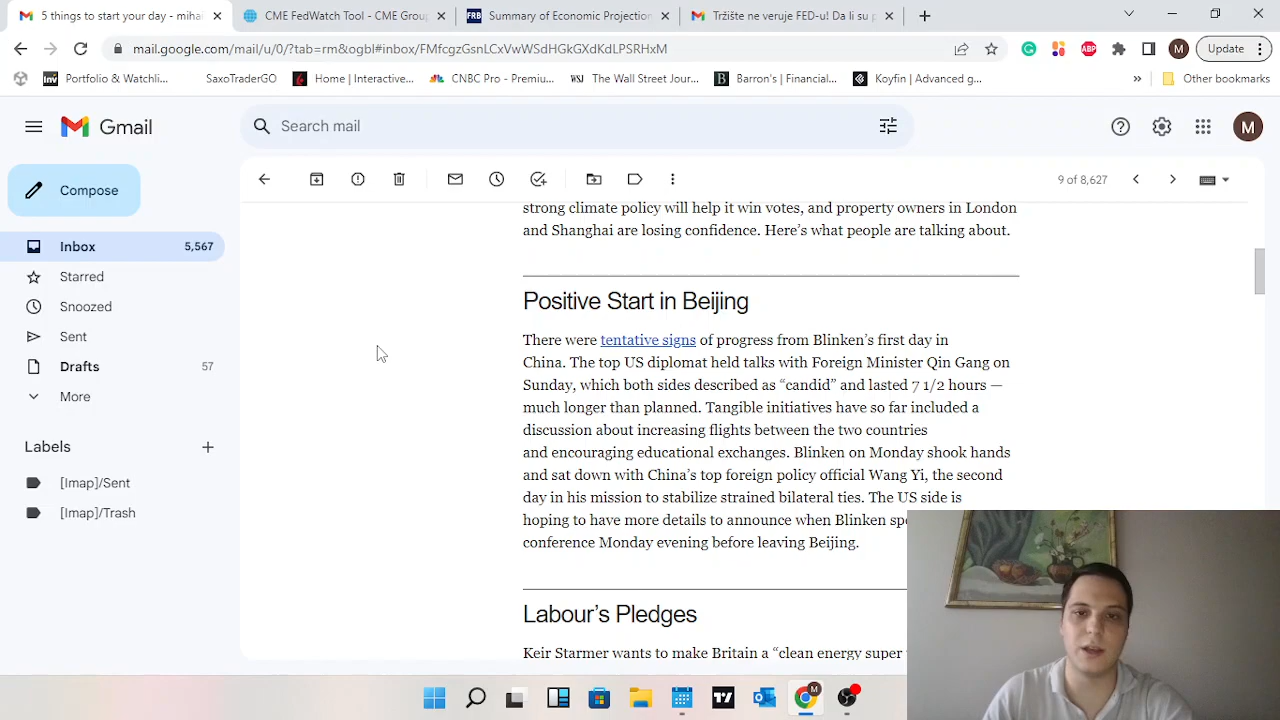 5 things to start your day - miha
CME FedWatch Tool - CME Group
FRB
Summary of Economic Projection
Tržište ne veruje FED-u! Da li su p
mail.google.com/mail/u/0/?tab=rm&ogbl#inbox/FMfcgzGsnLCxVwWSdHGkGXdKdLPSRHxM
ABP
M
Update
Inv
Portfolio & Watchli...
SaxoTraderGO
Home | Interactive...
CNBC Pro - Premiu...
WSJ
The Wall Street Jour...
B
Barron's | Financial...
Koyfin | Advanced g...
»
Other bookmarks
Gmail
Search mail
M
Compose
9 of 8,627
Inbox
5,567
Starred
Snoozed
Sent
Drafts
57
More
Labels
[Imap]/Sent
[Imap]/Trash
strong climate policy will help it win votes, and property owners in London
and Shanghai are losing confidence. Here's what people are talking about.
Positive Start in Beijing
There were tentative signs of progress from Blinken's first day in
China. The top US diplomat held talks with Foreign Minister Qin Gang on
Sunday, which both sides described as “candid” and lasted 7 1/2 hours —
much longer than planned. Tangible initiatives have so far included a
discussion about increasing flights between the two countries
and encouraging educational exchanges. Blinken on Monday shook hands
and sat down with China's top foreign policy official Wang Yi, the second
day in his mission to stabilize strained bilateral ties. The US side is
hoping to have more details to announce when Blinken
conference Monday evening before leaving Beijing.
Labour's Pledges
Keir Starmer wants to make Britain a “clean energy super